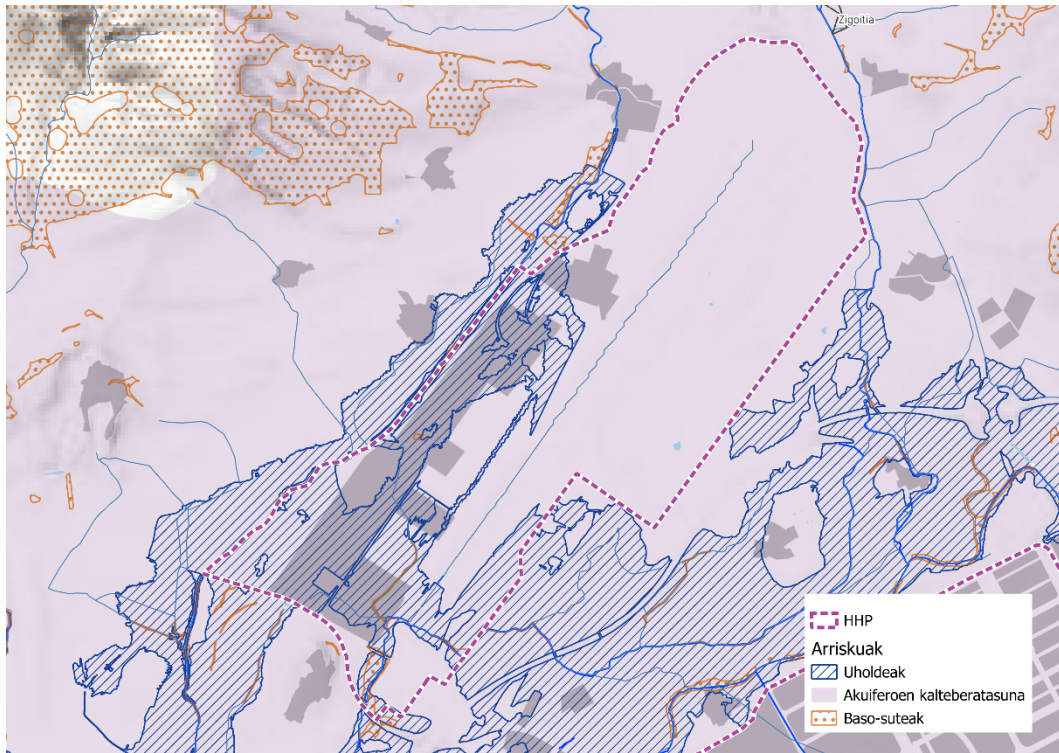 Zigoitia
HHP
Arriskuak
Uholdeak
Akuiferoen kalteberatasuna
Baso-suteak